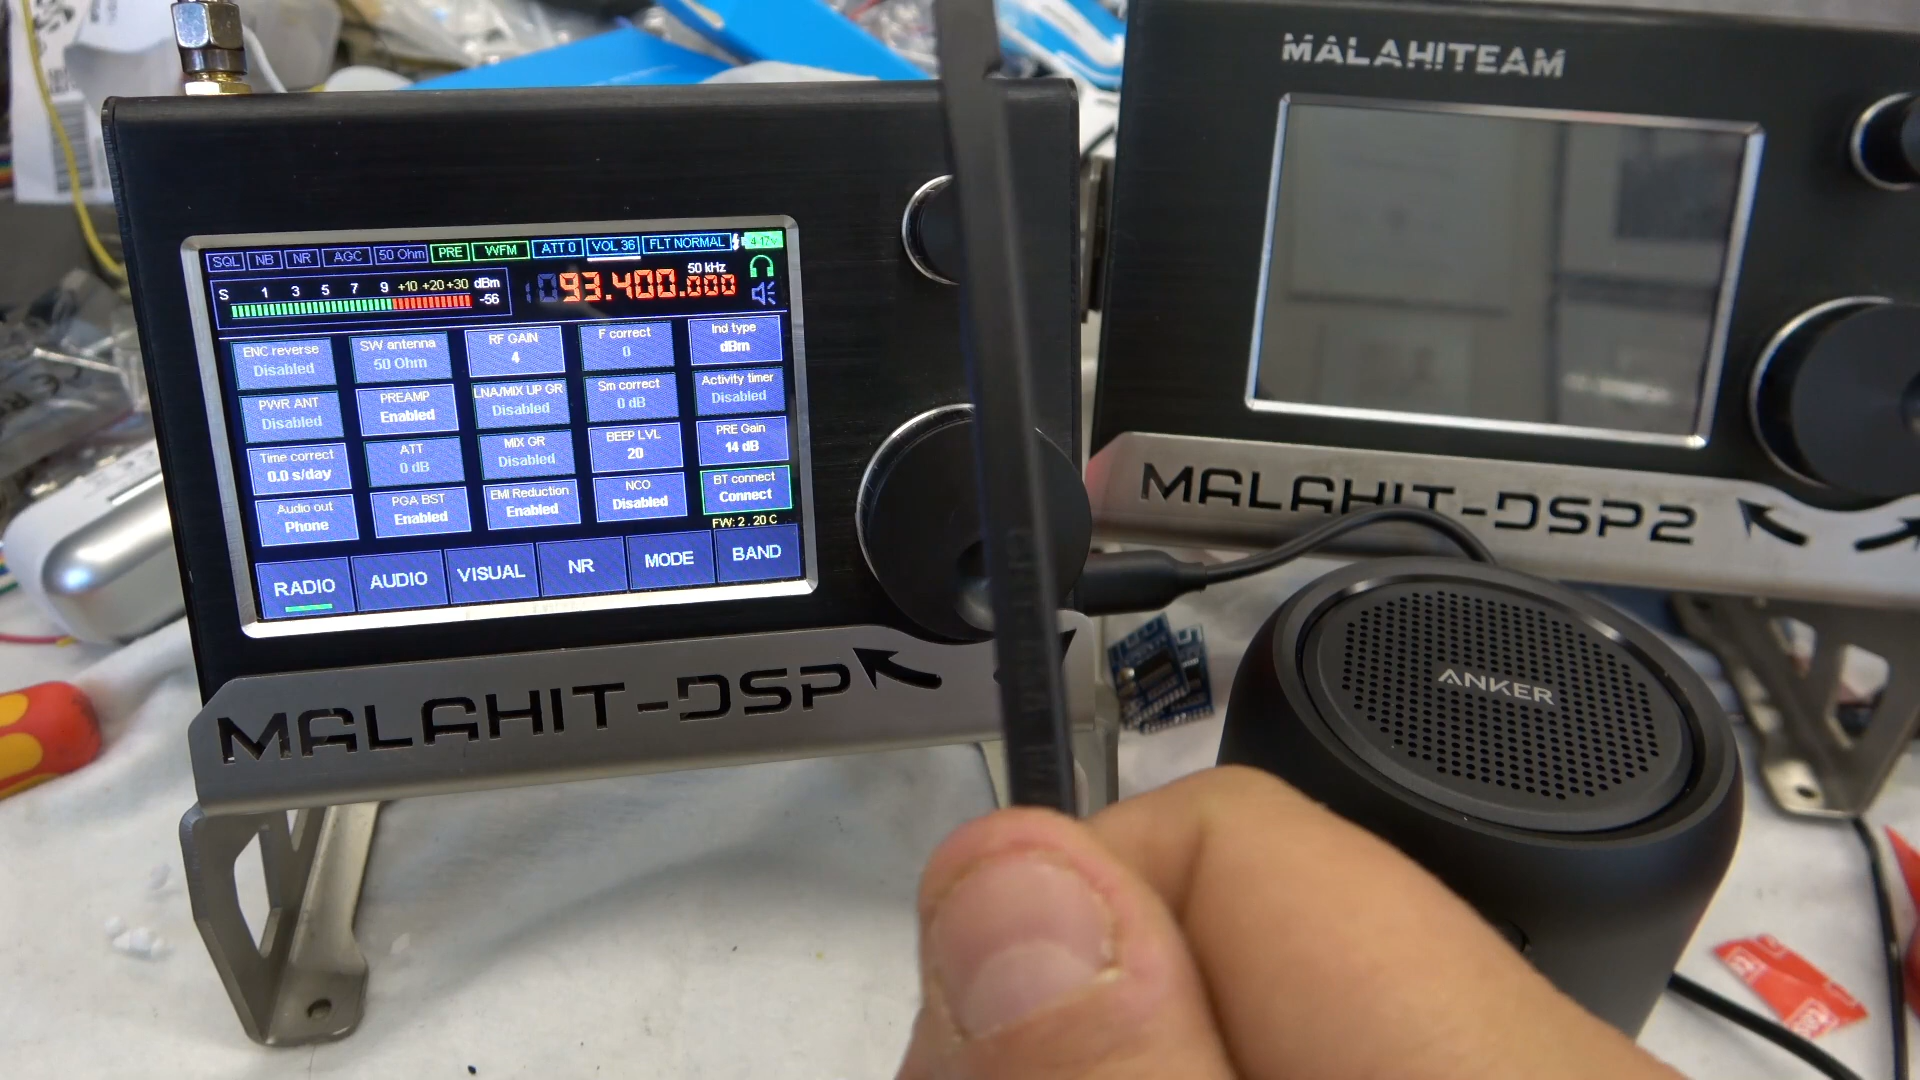 MALAHITEAM
SQL NB NR AGC 50 Ohm PRE WFM ATT 0 VOL 36 FLT NORMAL 4.17v
S 1 3 5 7 9 +10 +20 +30 dBm
-56
50 kHz
93.400.000
ENC reverse
Disabled
SW antenna
50 Ohm
RF GAIN
4
F correct
0
Ind type
dBm
PWR ANT
Disabled
PREAMP
Enabled
LNA/MIX UP GR
Disabled
Sm correct
0 dB
Activity timer
Disabled
Time correct
0.0 s/day
ATT
0 dB
MIX GR
Disabled
BEEP LVL
20
PRE Gain
14 dB
Audio out
Phone
PGA BST
Enabled
EMI Reduction
Enabled
NCO
Disabled
BT connect
Connect
FW: 2.20C
RADIO AUDIO VISUAL NR MODE BAND
MALAHIT-DSP
MALAHIT-DSP2
ANKER